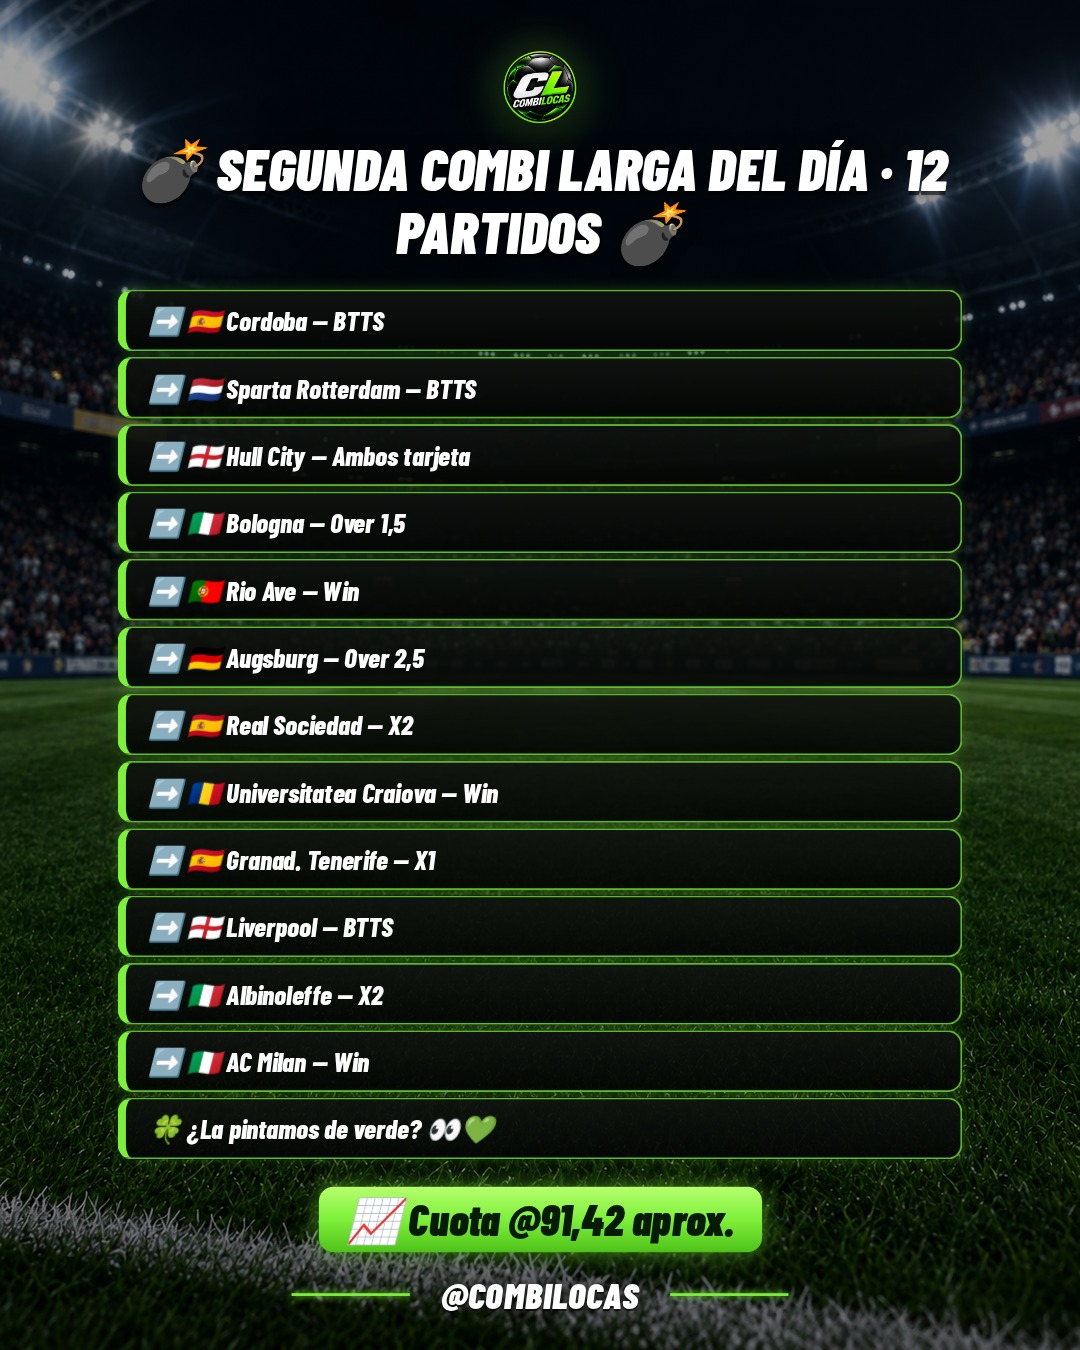 CL
COMBILOCAS
💣 SEGUNDA COMBI LARGA DEL DÍA · 12
PARTIDOS 💣
➡️ 🇪🇸 Cordoba – BTTS
➡️ 🇳🇱 Sparta Rotterdam – BTTS
➡️ 🏴󠁧󠁢󠁥󠁮󠁧󠁿 Hull City – Ambos tarjeta
➡️ 🇮🇹 Bologna – Over 1,5
➡️ 🇵🇹 Rio Ave – Win
➡️ 🇩🇪 Augsburg – Over 2,5
➡️ 🇪🇸 Real Sociedad – X2
➡️ 🇷🇴 Universitatea Craiova – Win
➡️ 🇪🇸 Granad. Tenerife – X1
➡️ 🏴󠁧󠁢󠁥󠁮󠁧󠁿 Liverpool – BTTS
➡️ 🇮🇹 Albinoleffe – X2
➡️ 🇮🇹 AC Milan – Win
🍀 ¿La pintamos de verde? 👀💚
📈 Cuota @91,42 aprox.
@COMBILOCAS